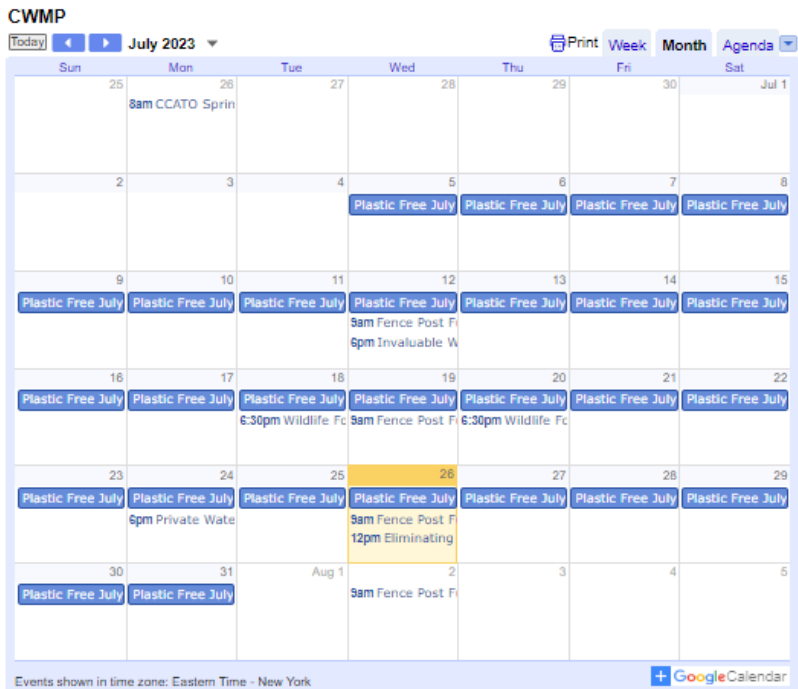 CWMP
Today July 2023 Print Week Month Agenda
Sun Mon Tue Wed Thu Fri Sat
25 26 27 28 29 30 Jul 1
8am CCATO Sprin
2 3 4 5 6 7 8
Plastic Free July Plastic Free July Plastic Free July Plastic Free July
9 10 11 12 13 14 15
Plastic Free July Plastic Free July Plastic Free July Plastic Free July Plastic Free July Plastic Free July Plastic Free July
9am Fence Post F
6pm Invaluable W
16 17 18 19 20 21 22
Plastic Free July Plastic Free July Plastic Free July Plastic Free July Plastic Free July Plastic Free July Plastic Free July
6:30pm Wildlife Fo 9am Fence Post F 6:30pm Wildlife Fo
23 24 25 26 27 28 29
Plastic Free July Plastic Free July Plastic Free July Plastic Free July Plastic Free July Plastic Free July Plastic Free July
6pm Private Wate 9am Fence Post F
12pm Eliminating
30 31 Aug 1 2 3 4 5
Plastic Free July Plastic Free July
9am Fence Post F
Events shown in time zone: Eastern Time - New York
+ GoogleCalendar